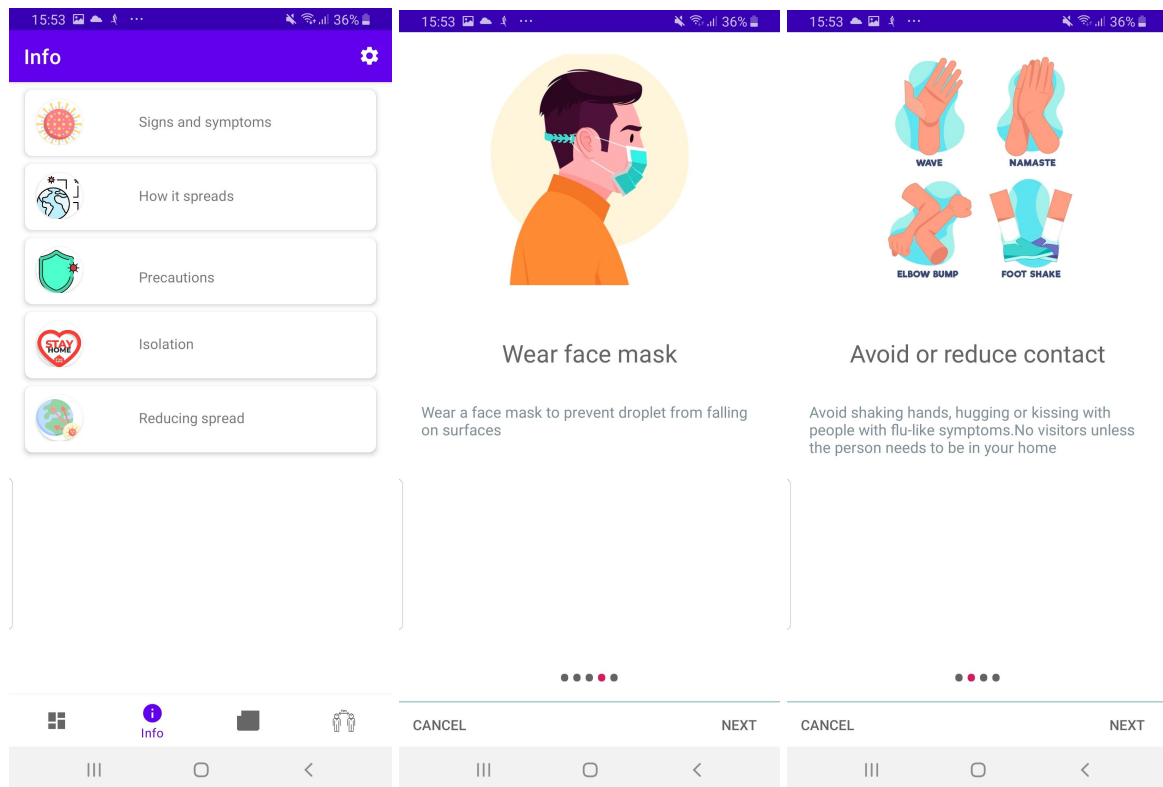 15:53 ... 36%
Info
Signs and symptoms
How it spreads
Precautions
STAY
HOME
Isolation
Reducing spread
Info
15:53 ... 36%
Wear face mask
Wear a face mask to prevent droplet from falling
on surfaces
CANCEL NEXT
15:53 ... 36%
WAVE NAMASTE
ELBOW BUMP FOOT SHAKE
Avoid or reduce contact
Avoid shaking hands, hugging or kissing with
people with flu-like symptoms.No visitors unless
the person needs to be in your home
CANCEL NEXT